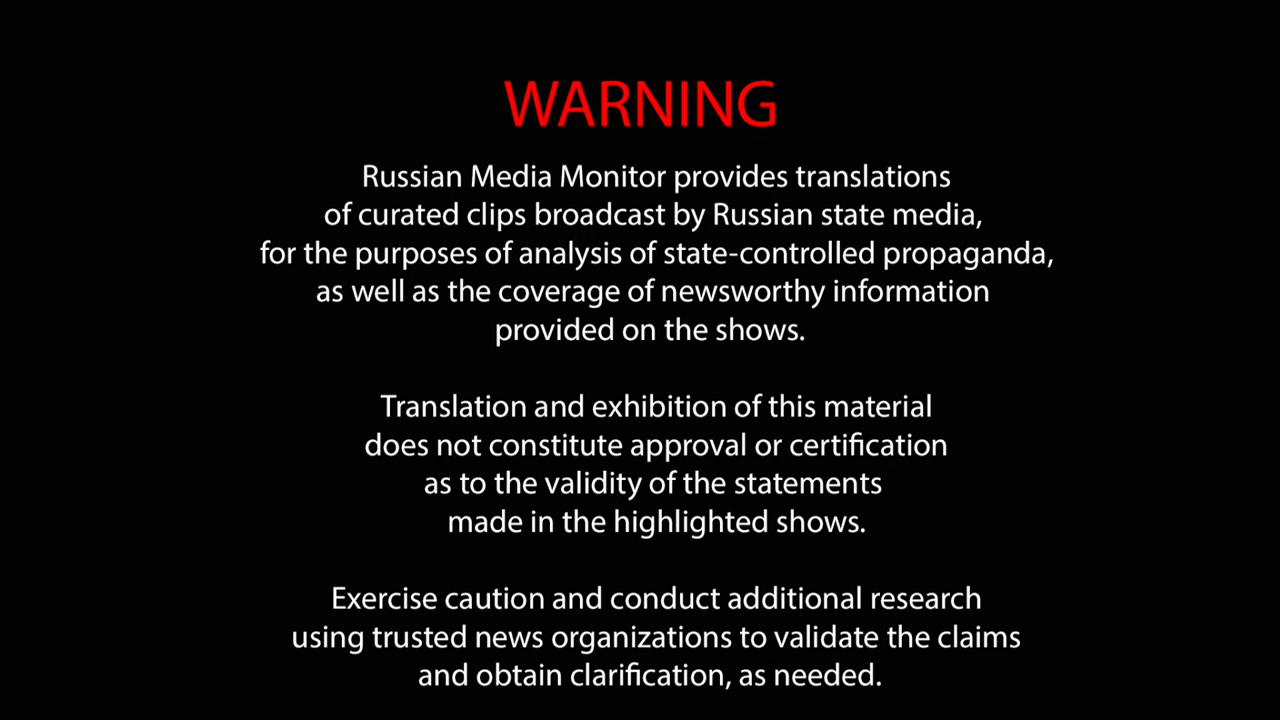 WARNING
Russian Media Monitor provides translations
of curated clips broadcast by Russian state media,
for the purposes of analysis of state-controlled propaganda,
as well as the coverage of newsworthy information
provided on the shows.
Translation and exhibition of this material
does not constitute approval or certification
as to the validity of the statements
made in the highlighted shows.
Exercise caution and conduct additional research
using trusted news organizations to validate the claims
and obtain clarification, as needed.